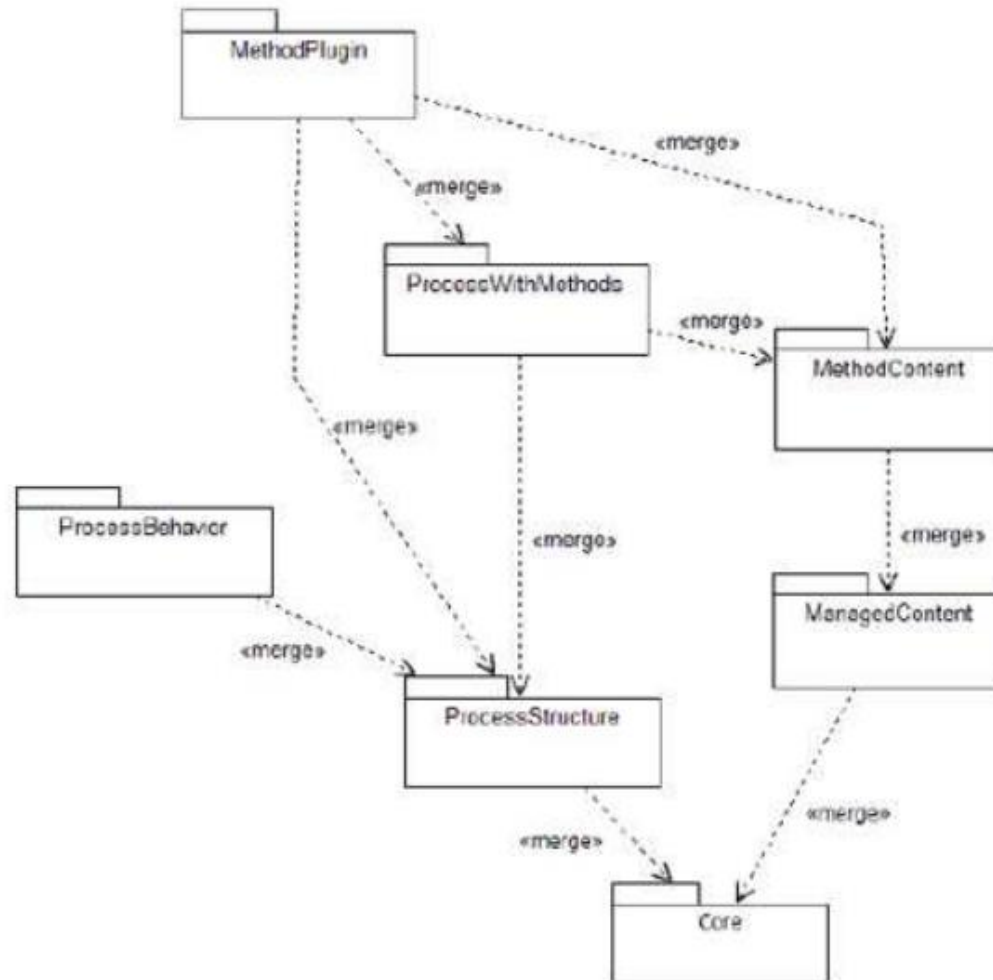 MethodPlugin
«merge»
«merge»
ProcessWithMethods
«merge»
MethodContent
«merge»
ProcessBehavior
«merge»
«merge»
ManagedContent
«merge»
ProcessStructure
«merge»
«merge»
Core